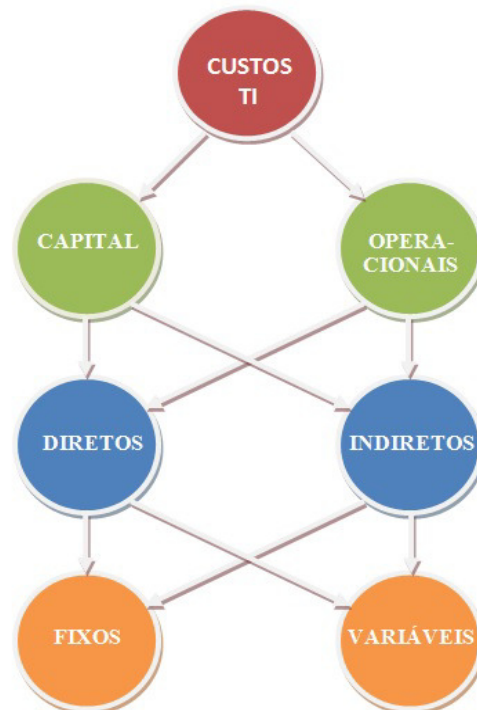 CUSTOS
TI
CAPITAL
OPERA-
CIONAIS
DIRETOS
INDIRETOS
FIXOS
VARIÁVEIS